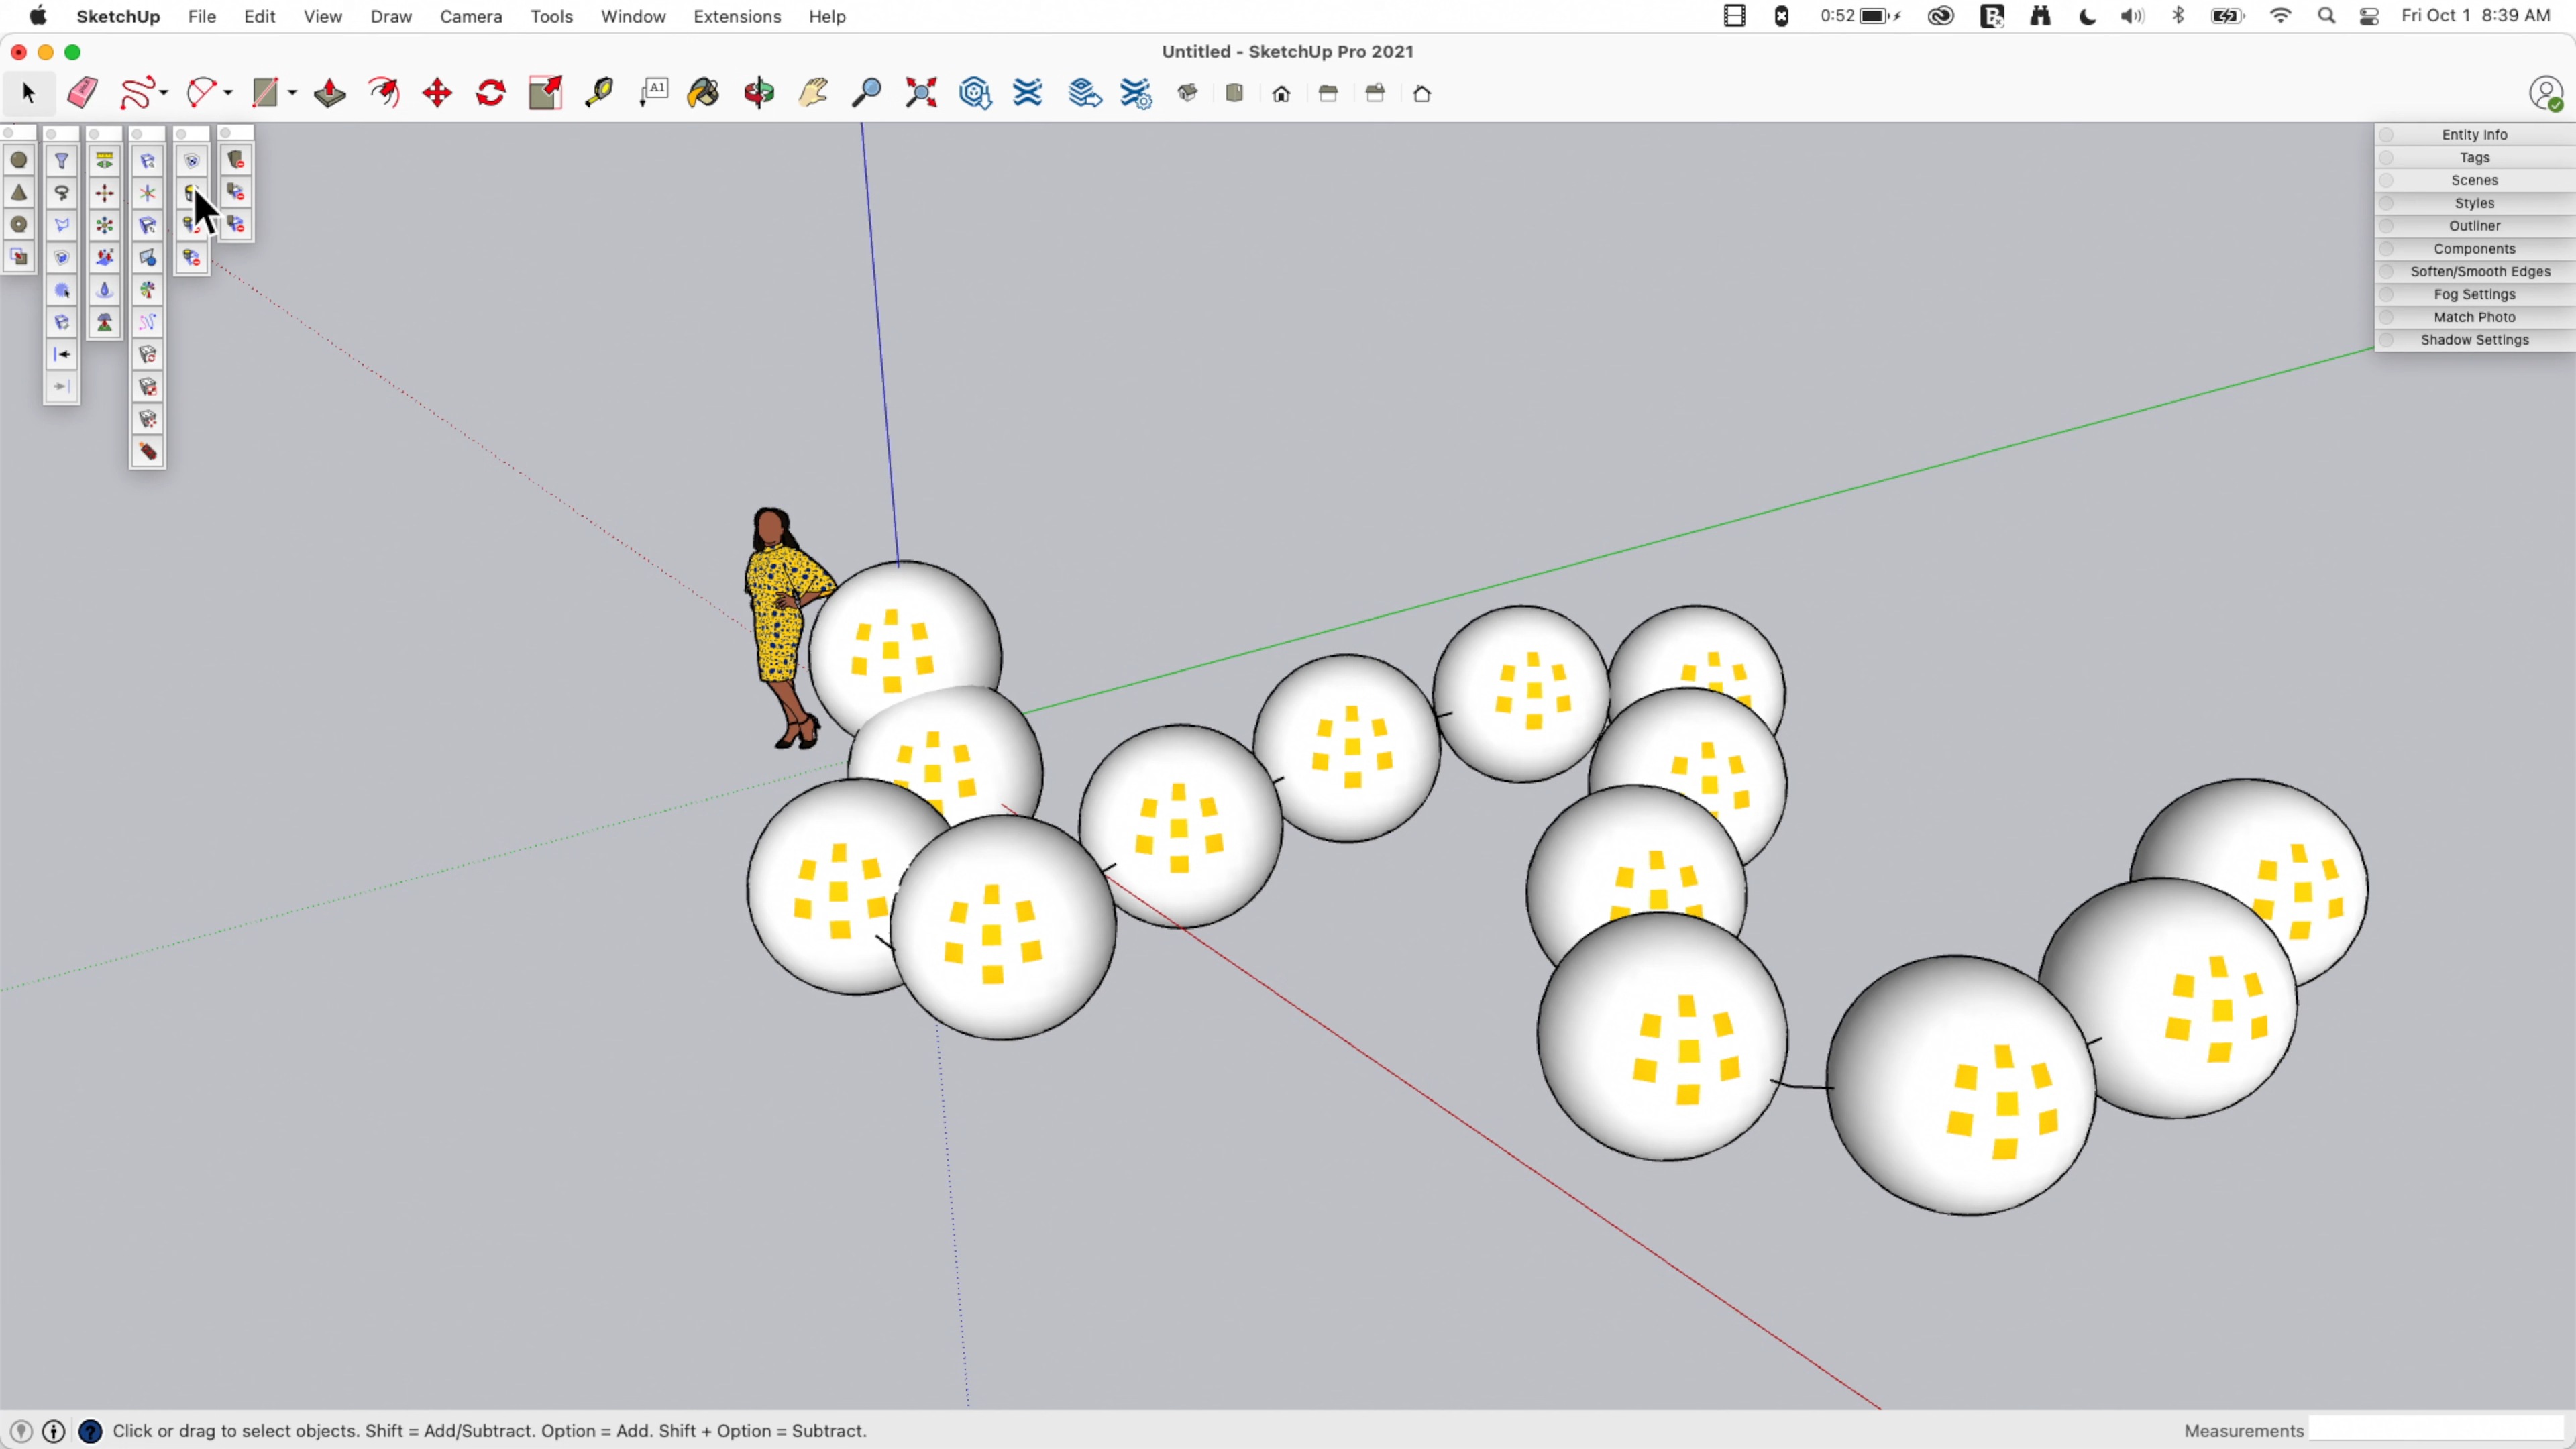 SketchUp File Edit View Draw Camera Tools Window Extensions Help 0:52 Fri Oct 1 8:39 AM
Untitled - SketchUp Pro 2021
A1
Entity Info
Tags
Scenes
Styles
Outliner
Components
Soften/Smooth Edges
Fog Settings
Match Photo
Shadow Settings
Click or drag to select objects. Shift = Add/Subtract. Option = Add. Shift + Option = Subtract. Measurements